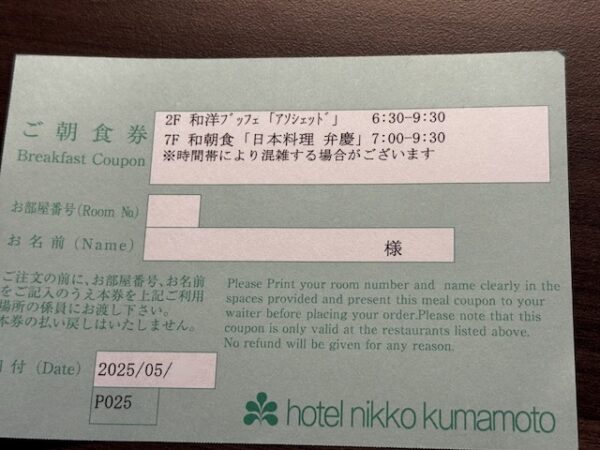 2F 和洋ﾌﾞｯﾌｪ「ｱｿｼｪｯﾄﾞ」 6:30-9:30
7F 和朝食「日本料理 弁慶」7:00-9:30
※時間帯により混雑する場合がございます
ご朝食券
Breakfast Coupon
お部屋番号(Room №)
お名前(Name)
様
ご注文の前に、お部屋番号、お名前
をご記入のうえ本券を上記ご利用
場所の係員にお渡し下さい。
本券の払い戻しはいたしません。
Please Print your room number and name clearly in the
spaces provided and present this meal coupon to your
waiter before placing your order.Please note that this
coupon is only valid at the restaurants listed above.
No refund will be given for any reason.
付(Date)
2025/05/
P025
hotel nikko kumamoto